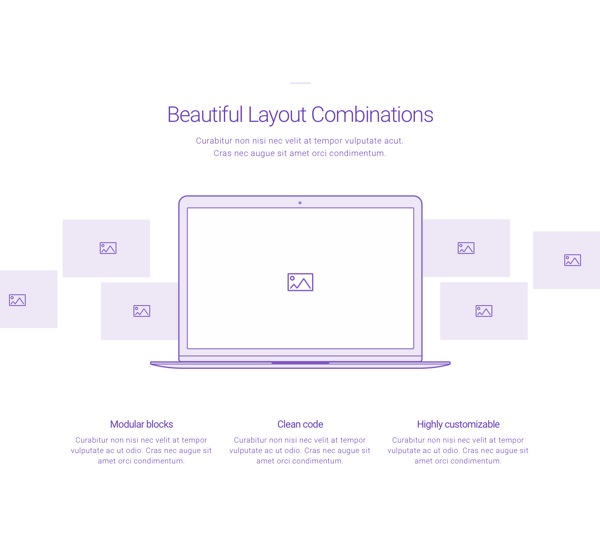 Beautiful Layout Combinations
Curabitur non nisi nec velit at tempor vulputate acut.
Cras nec augue sit amet orci condimentum.
Modular blocks
Curabitur non nisi nec velit at tempor
vulputate ac ut odio. Cras nec augue sit
amet orci condimentum.
Clean code
Curabitur non nisi nec velit at tempor
vulputate ac ut odio. Cras nec augue sit
amet orci condimentum.
Highly customizable
Curabitur non nisi nec velit at tempor
vulputate ac ut odio. Cras nec augue sit
amet orci condimentum.